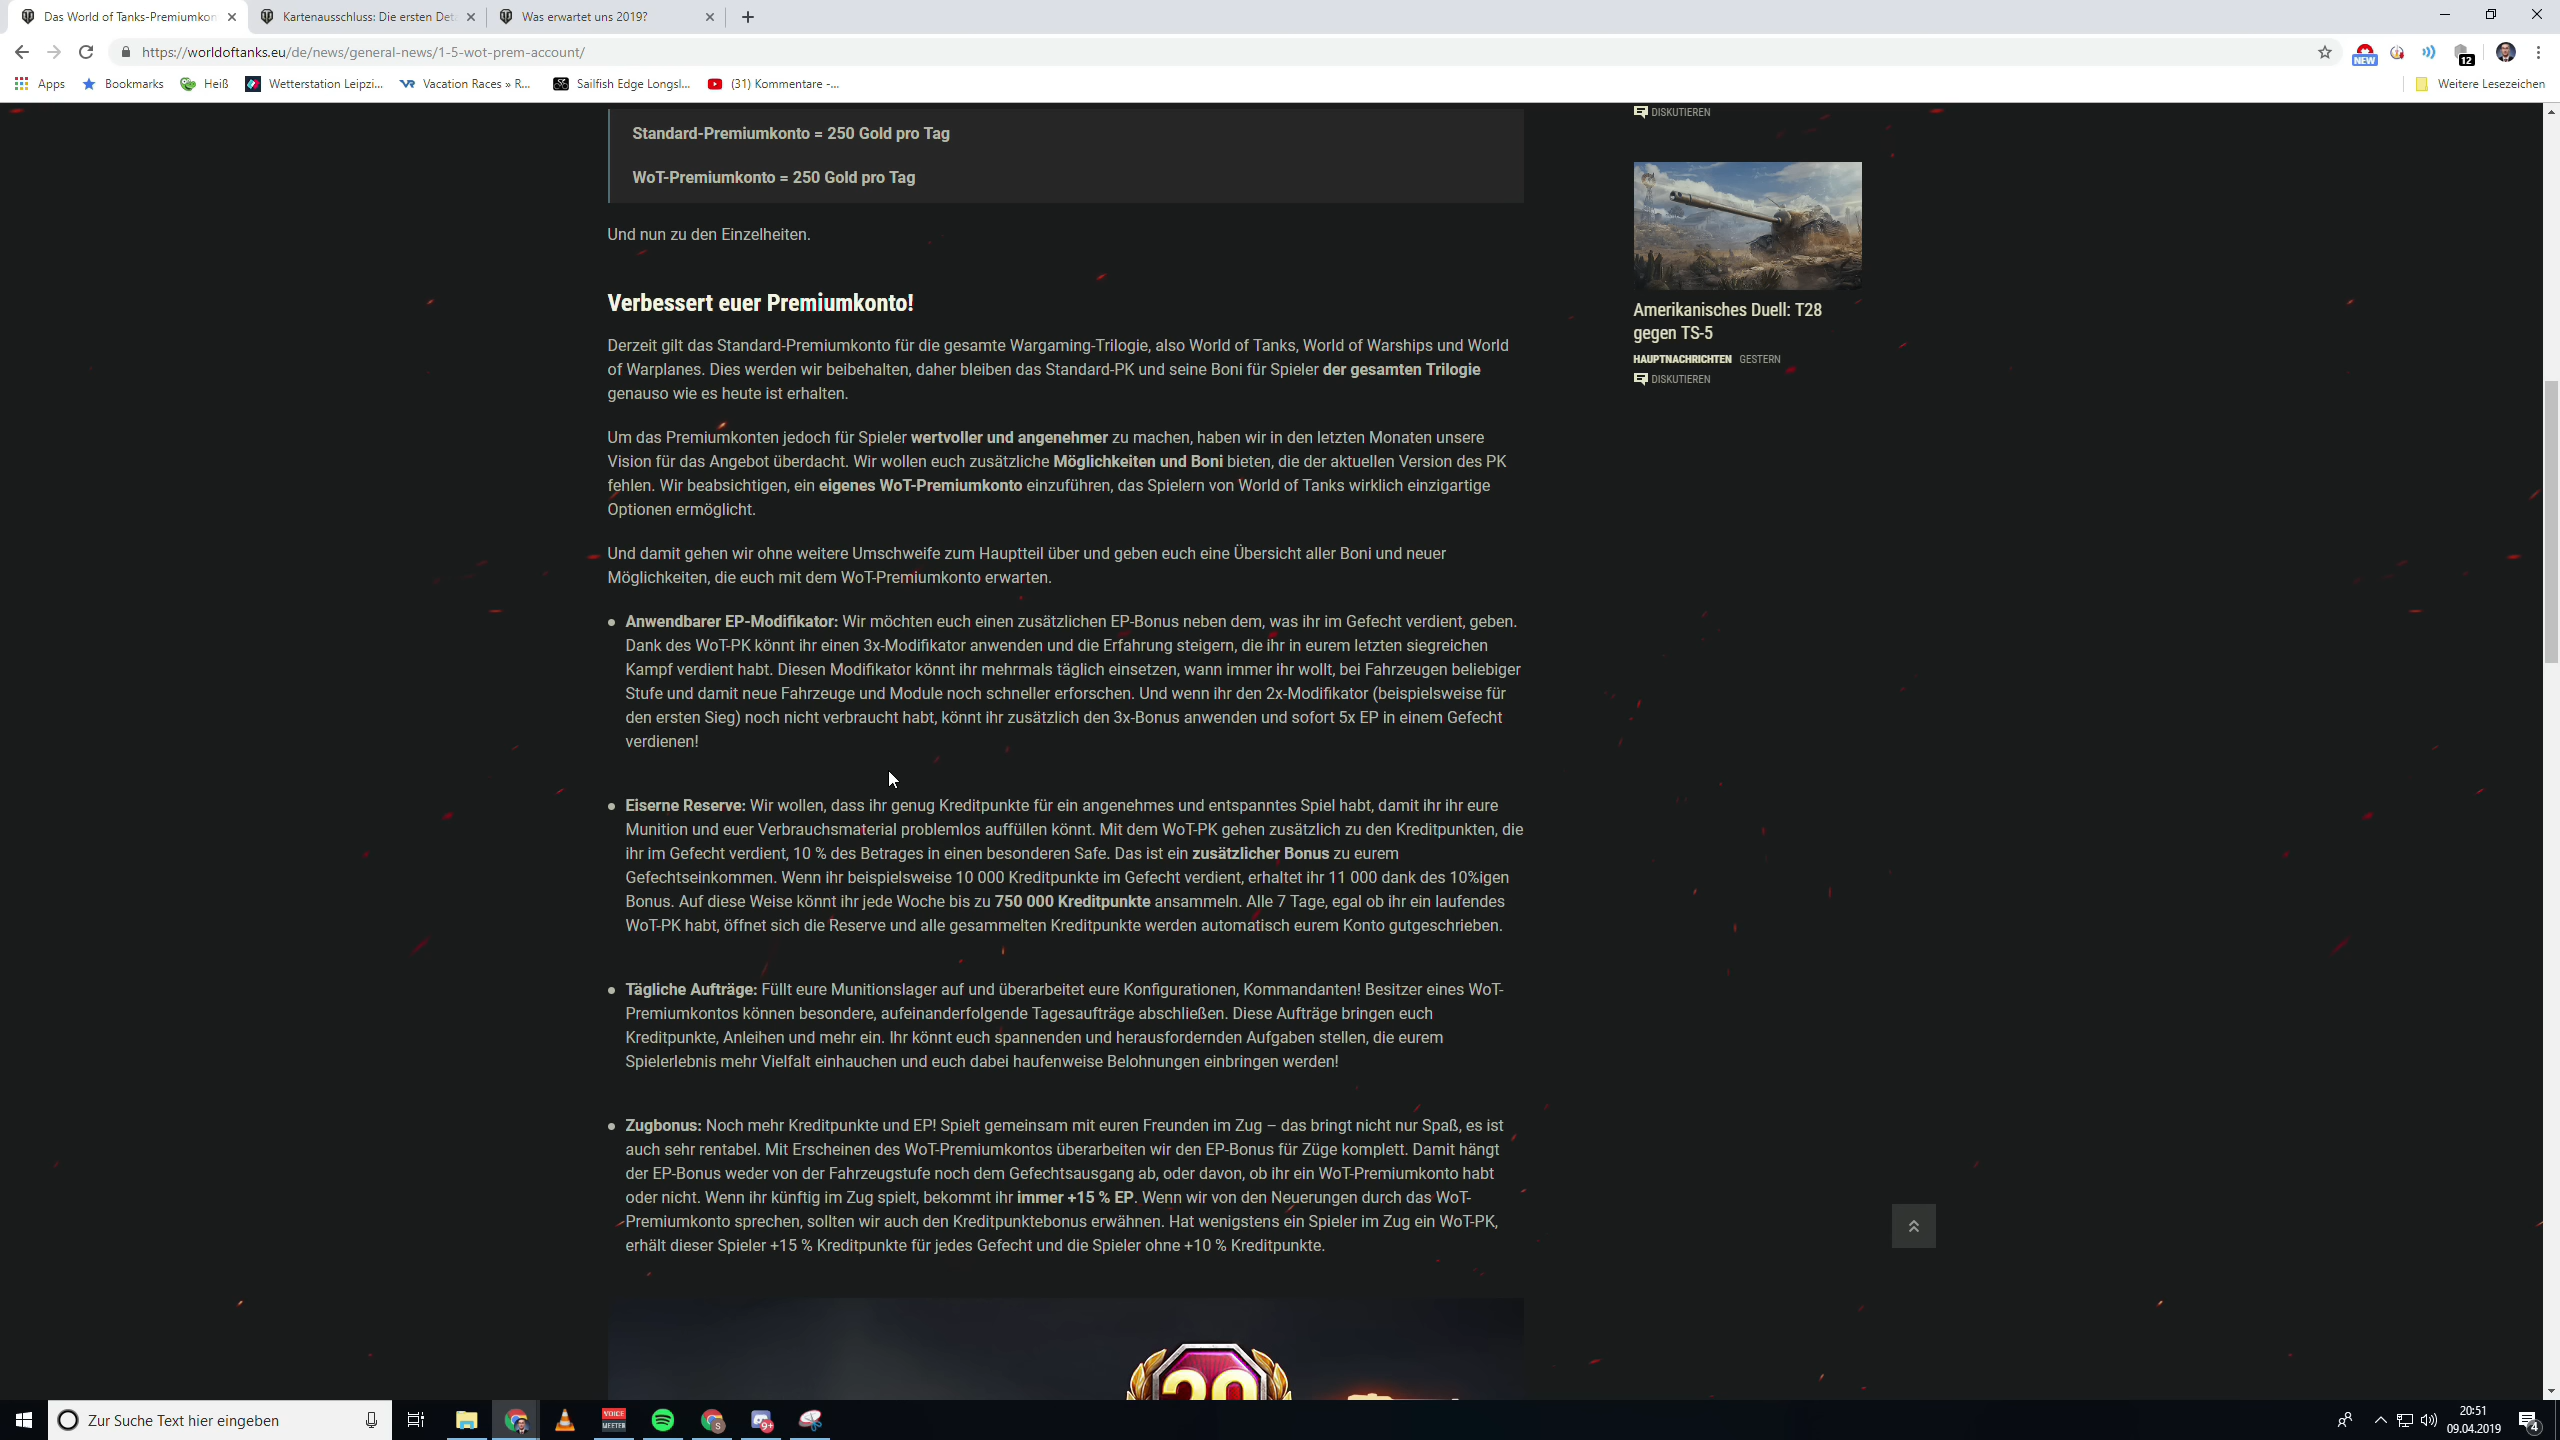 Das World of Tanks-Premiumkon
Kartenausschluss: Die ersten Det
Was erwartet uns 2019?
https://worldoftanks.eu/de/news/general-news/1-5-wot-prem-account/
NEW
12
Apps
Bookmarks
Heiß
Wetterstation Leipzi...
Vacation Races » R...
Sailfish Edge Longsl...
(31) Kommentare -...
Weitere Lesezeichen
Standard-Premiumkonto = 250 Gold pro Tag
WoT-Premiumkonto = 250 Gold pro Tag
Und nun zu den Einzelheiten.
Verbessert euer Premiumkonto!
Derzeit gilt das Standard-Premiumkonto für die gesamte Wargaming-Trilogie, also World of Tanks, World of Warships und World
of Warplanes. Dies werden wir beibehalten, daher bleiben das Standard-PK und seine Boni für Spieler der gesamten Trilogie
genauso wie es heute ist erhalten.
Um das Premiumkonten jedoch für Spieler wertvoller und angenehmer zu machen, haben wir in den letzten Monaten unsere
Vision für das Angebot überdacht. Wir wollen euch zusätzliche Möglichkeiten und Boni bieten, die der aktuellen Version des PK
fehlen. Wir beabsichtigen, ein eigenes WoT-Premiumkonto einzuführen, das Spielern von World of Tanks wirklich einzigartige
Optionen ermöglicht.
Und damit gehen wir ohne weitere Umschweife zum Hauptteil über und geben euch eine Übersicht aller Boni und neuer
Möglichkeiten, die euch mit dem WoT-Premiumkonto erwarten.
Anwendbarer EP-Modifikator: Wir möchten euch einen zusätzlichen EP-Bonus neben dem, was ihr im Gefecht verdient, geben.
Dank des WoT-PK könnt ihr einen 3x-Modifikator anwenden und die Erfahrung steigern, die ihr in eurem letzten siegreichen
Kampf verdient habt. Diesen Modifikator könnt ihr mehrmals täglich einsetzen, wann immer ihr wollt, bei Fahrzeugen beliebiger
Stufe und damit neue Fahrzeuge und Module noch schneller erforschen. Und wenn ihr den 2x-Modifikator (beispielsweise für
den ersten Sieg) noch nicht verbraucht habt, könnt ihr zusätzlich den 3x-Bonus anwenden und sofort 5x EP in einem Gefecht
verdienen!
Eiserne Reserve: Wir wollen, dass ihr genug Kreditpunkte für ein angenehmes und entspanntes Spiel habt, damit ihr ihr eure
Munition und euer Verbrauchsmaterial problemlos auffüllen könnt. Mit dem WoT-PK gehen zusätzlich zu den Kreditpunkten, die
ihr im Gefecht verdient, 10 % des Betrages in einen besonderen Safe. Das ist ein zusätzlicher Bonus zu eurem
Gefechtseinkommen. Wenn ihr beispielsweise 10 000 Kreditpunkte im Gefecht verdient, erhaltet ihr 11 000 dank des 10%igen
Bonus. Auf diese Weise könnt ihr jede Woche bis zu 750 000 Kreditpunkte ansammeln. Alle 7 Tage, egal ob ihr ein laufendes
WoT-PK habt, öffnet sich die Reserve und alle gesammelten Kreditpunkte werden automatisch eurem Konto gutgeschrieben.
Tägliche Aufträge: Füllt eure Munitionslager auf und überarbeitet eure Konfigurationen, Kommandanten! Besitzer eines WoT-
Premiumkontos können besondere, aufeinanderfolgende Tagesaufträge abschließen. Diese Aufträge bringen euch
Kreditpunkte, Anleihen und mehr ein. Ihr könnt euch spannenden und herausfordernden Aufgaben stellen, die eurem
Spielerlebnis mehr Vielfalt einhauchen und euch dabei haufenweise Belohnungen einbringen werden!
Zugbonus: Noch mehr Kreditpunkte und EP! Spielt gemeinsam mit euren Freunden im Zug – das bringt nicht nur Spaß, es ist
auch sehr rentabel. Mit Erscheinen des WoT-Premiumkontos überarbeiten wir den EP-Bonus für Züge komplett. Damit hängt
der EP-Bonus weder von der Fahrzeugstufe noch dem Gefechtsausgang ab, oder davon, ob ihr ein WoT-Premiumkonto habt
oder nicht. Wenn ihr künftig im Zug spielt, bekommt ihr immer +15 % EP. Wenn wir von den Neuerungen durch das WoT-
Premiumkonto sprechen, sollten wir auch den Kreditpunktebonus erwähnen. Hat wenigstens ein Spieler im Zug ein WoT-PK,
erhält dieser Spieler +15 % Kreditpunkte für jedes Gefecht und die Spieler ohne +10 % Kreditpunkte.
DISKUTIEREN
Amerikanisches Duell: T28
gegen TS-5
HAUPTNACHRICHTEN GESTERN
DISKUTIEREN
Zur Suche Text hier eingeben
VOICE
MEETER
S
9+
20:51
09.04.2019
4